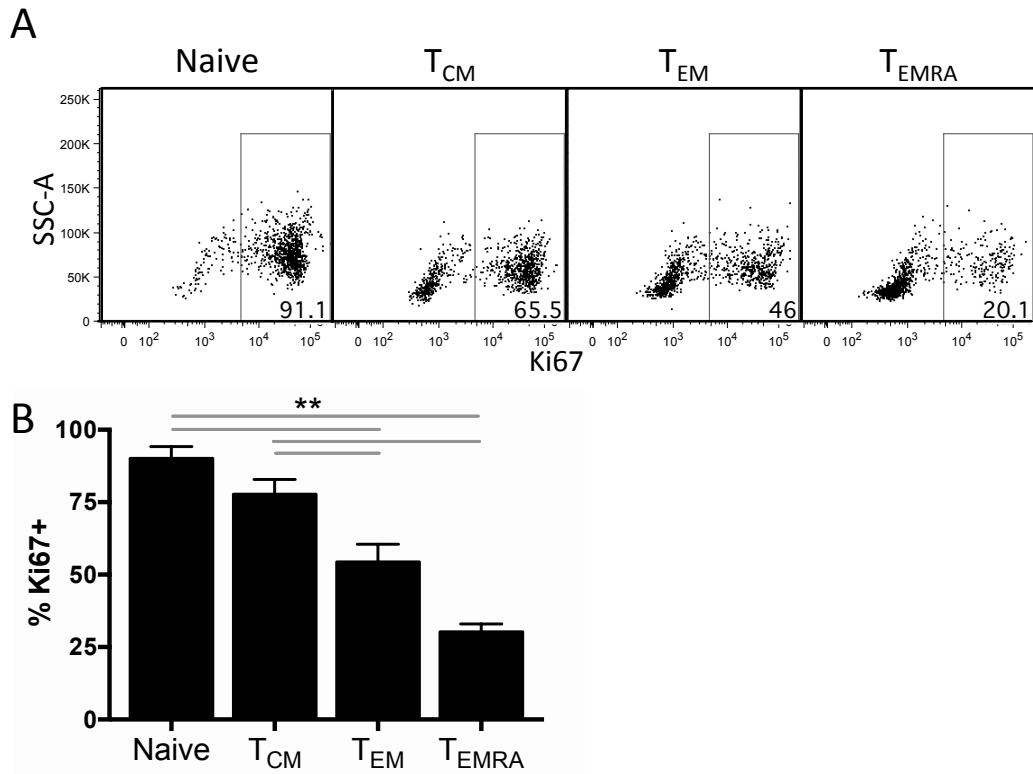 A
Naive TCM TEM TEMRA
250K
200K
150K
100K
50K
0
SSC-A
91.1 65.5 46 20.1
0 10² 10³ 10⁴ 10⁵ 0 10² 10³ 10⁴ 10⁵ 0 10² 10³ 10⁴ 10⁵ 0 10² 10³ 10⁴ 10⁵
Ki67
B
**
100
75
50
25
0
% Ki67+
Naive TCM TEM TEMRA